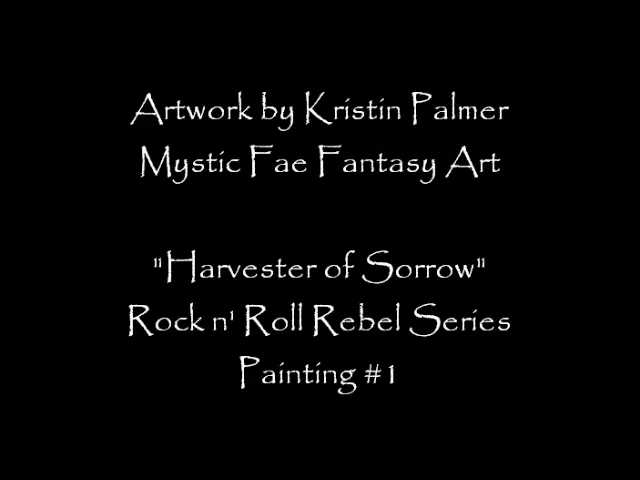 Artwork by Kristin Palmer
Mystic Fae Fantasy Art
"Harvester of Sorrow"
Rock n' Roll Rebel Series
Painting #1